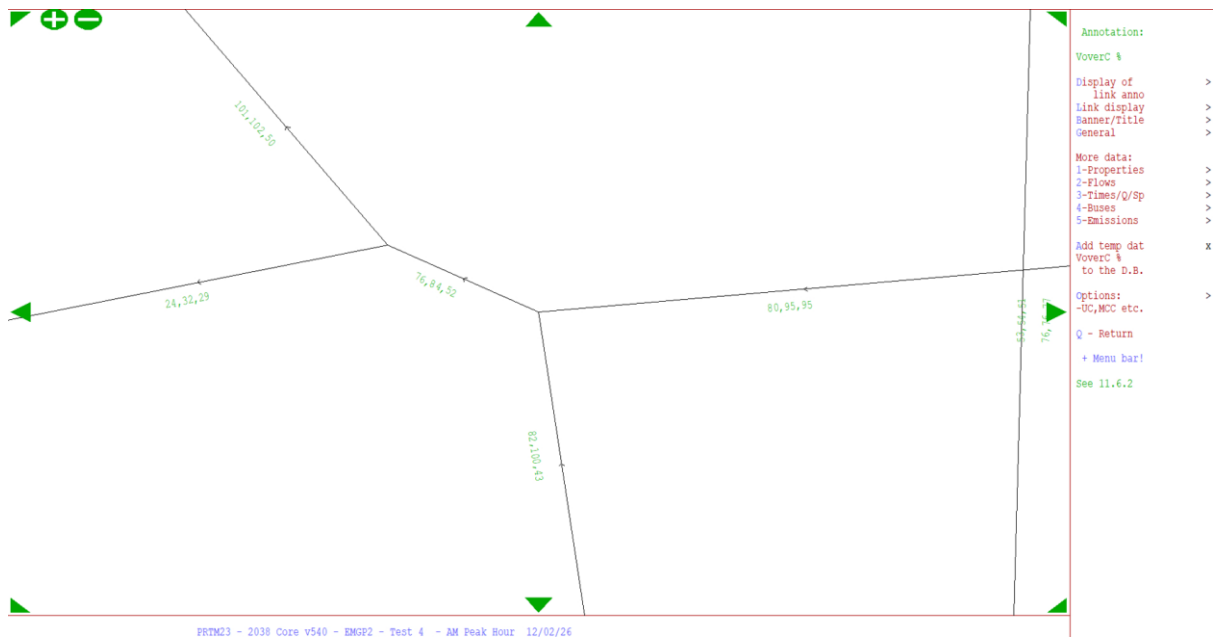 Annotation:
VoverC %
Display of >
link anno
Link display >
Banner/Title >
General >
More data:
1-Properties >
2-Flows >
3-Times/Q/Sp >
4-Buses >
5-Emissions >
Add temp dat x
VoverC %
to the D.B.
Options: >
-UC,MCC etc.
Q - Return
+ Menu bar!
See 11.6.2
101,102,50
76,84,52
24,32,29
80,95,95
82,100,43
PRTM23 - 2038 Core v540 - EMGP2 - Test 4 - AM Peak Hour 12/02/26